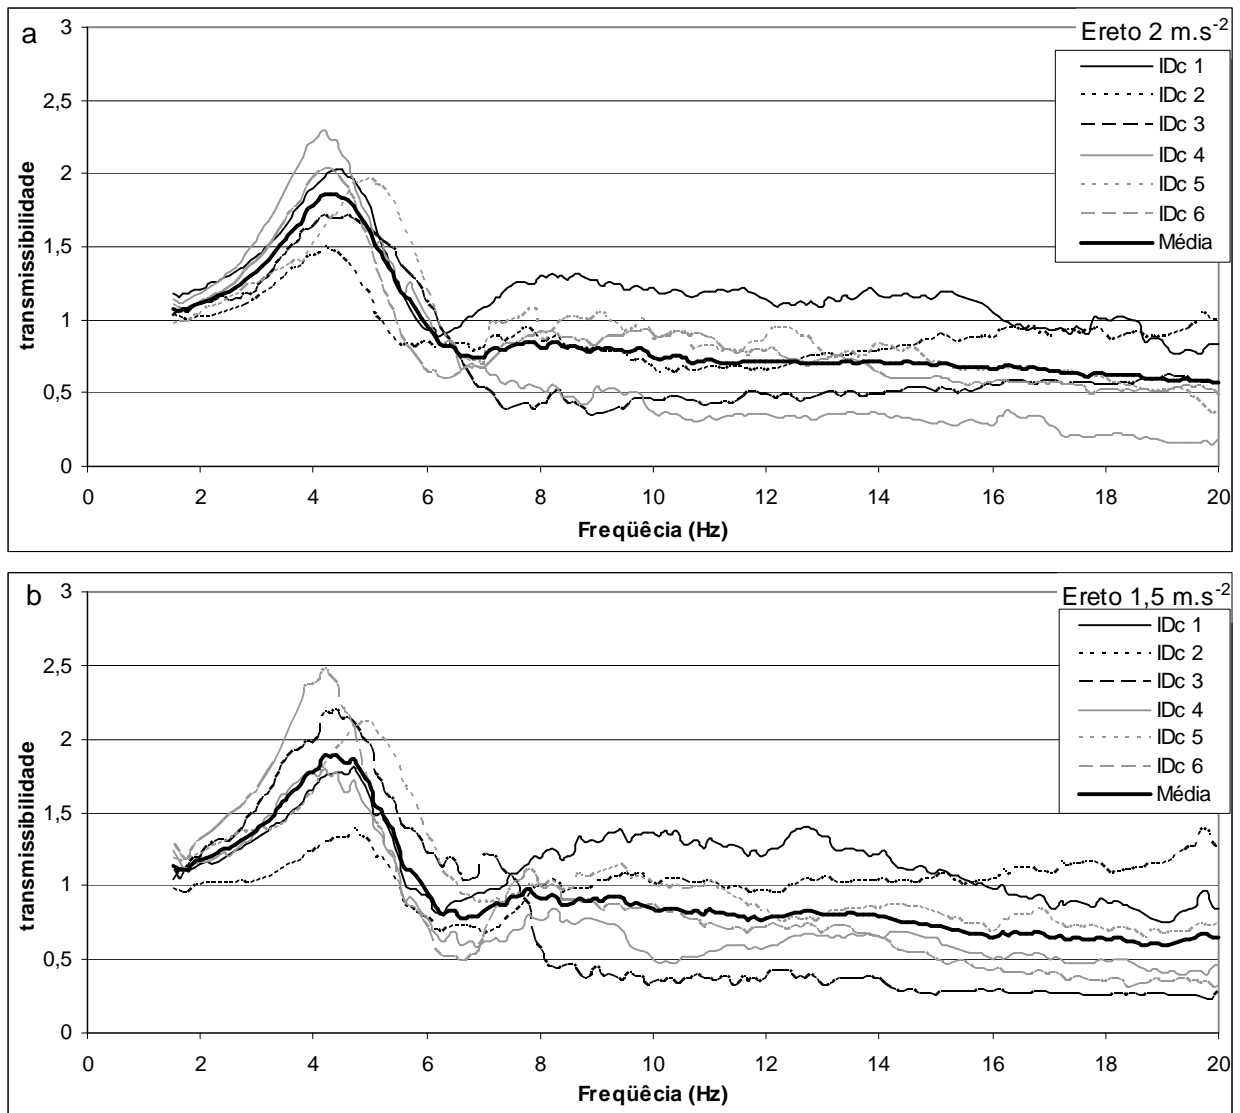 a
Ereto 2 m.s-2
IDc 1
IDc 2
IDc 3
IDc 4
IDc 5
IDc 6
Média
transmissibilidade
3
2,5
2
1,5
1
0,5
0
0 2 4 6 8 10 12 14 16 18 20
Freqüêcia (Hz)
b
Ereto 1,5 m.s-2
IDc 1
IDc 2
IDc 3
IDc 4
IDc 5
IDc 6
Média
transmissibilidade
3
2,5
2
1,5
1
0,5
0
0 2 4 6 8 10 12 14 16 18 20
Freqüêcia (Hz)